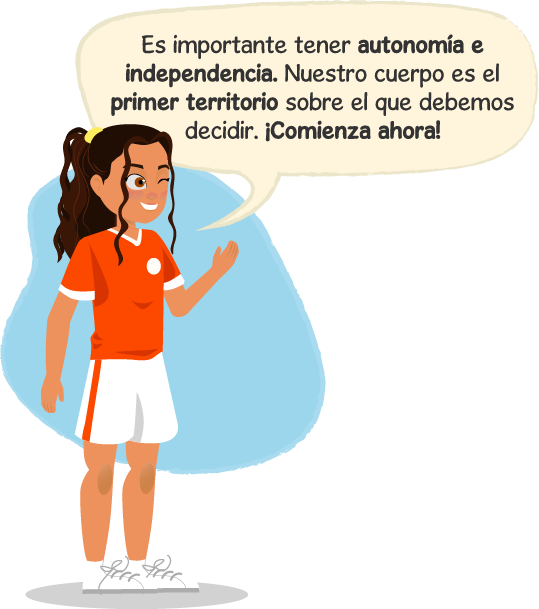 Es importante tener autonomía e
independencia. Nuestro cuerpo es el
primer territorio sobre el que debemos
decidir. ¡Comienza ahora!